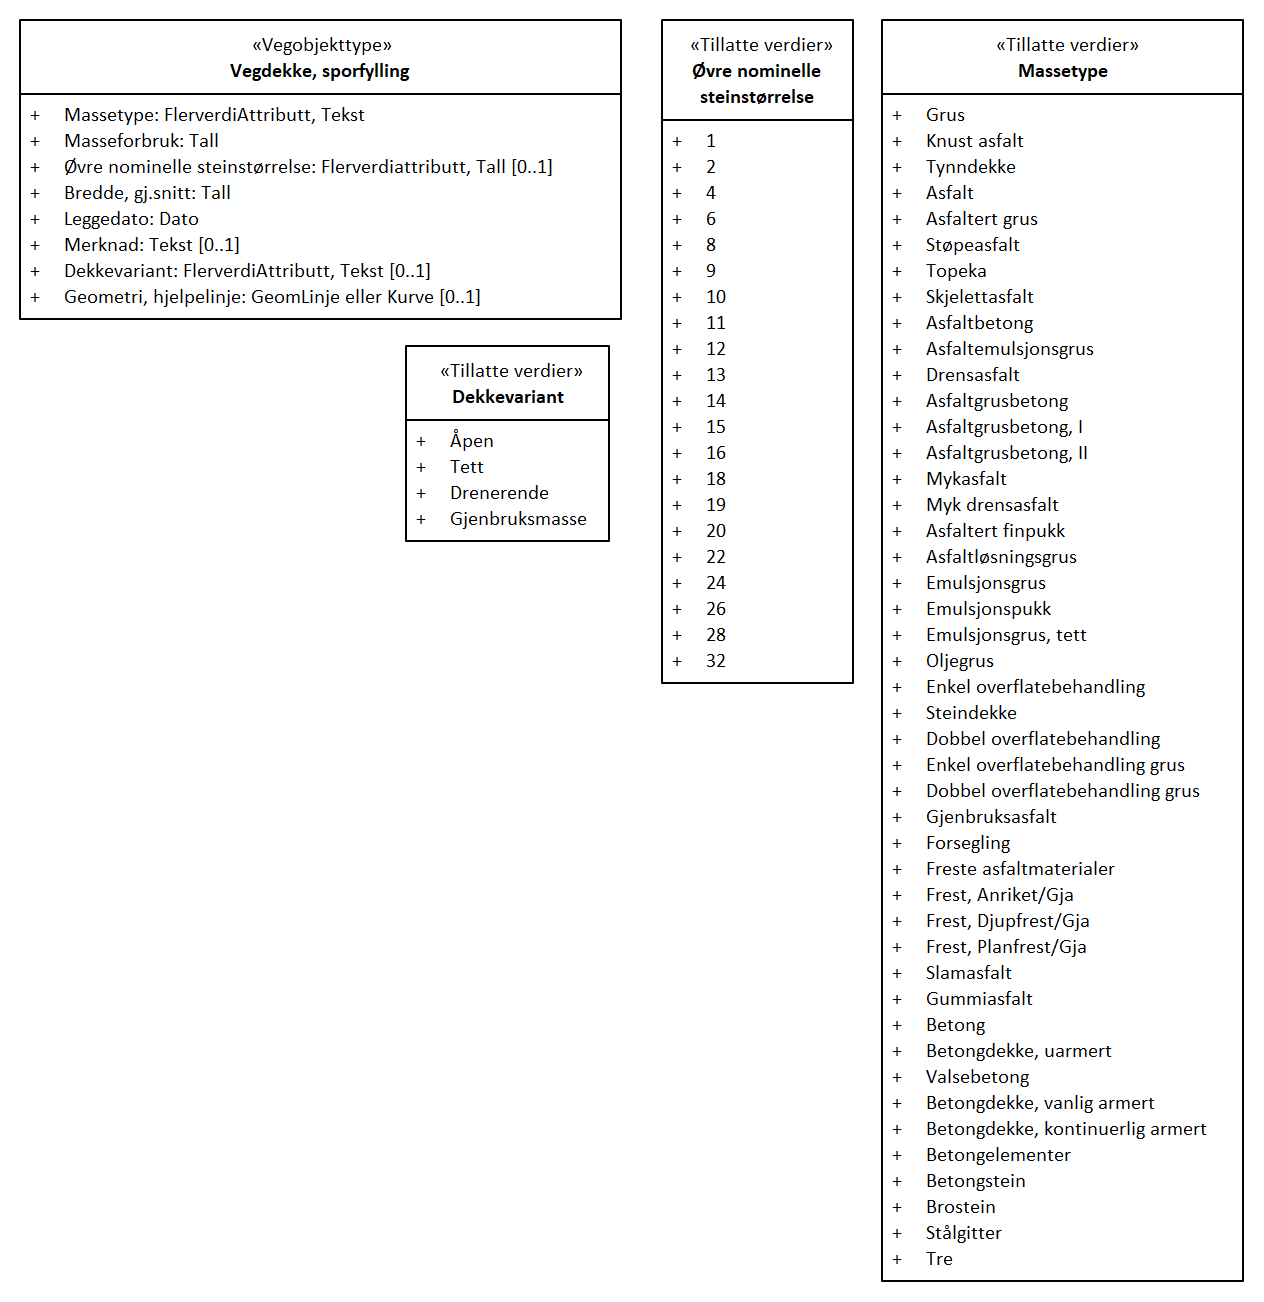 «Vegobjekttype»
Vegdekke, sporfylling
+ Massetype: FlerverdiAttributt, Tekst
+ Masseforbruk: Tall
+ Øvre nominelle steinstørrelse: Flerverdiattributt, Tall [0..1]
+ Bredde, gj.snitt: Tall
+ Leggedato: Dato
+ Merknad: Tekst [0..1]
+ Dekkevariant: FlerverdiAttributt, Tekst [0..1]
+ Geometri, hjelpelinje: GeomLinje eller Kurve [0..1]
«Tillatte verdier»
Dekkevariant
+ Åpen
+ Tett
+ Drenerende
+ Gjenbruksmasse
«Tillatte verdier»
Øvre nominelle
steinstørrelse
+ 1
+ 2
+ 4
+ 6
+ 8
+ 9
+ 10
+ 11
+ 12
+ 13
+ 14
+ 15
+ 16
+ 18
+ 19
+ 20
+ 22
+ 24
+ 26
+ 28
+ 32
«Tillatte verdier»
Massetype
+ Grus
+ Knust asfalt
+ Tynndekke
+ Asfalt
+ Asfaltert grus
+ Støpeasfalt
+ Topeka
+ Skjelettasfalt
+ Asfaltbetong
+ Asfaltemulsjonsgrus
+ Drensasfalt
+ Asfaltgrusbetong
+ Asfaltgrusbetong, I
+ Asfaltgrusbetong, II
+ Mykasfalt
+ Myk drensasfalt
+ Asfaltert finpukk
+ Asfaltløsningsgrus
+ Emulsjonsgrus
+ Emulsjonspukk
+ Emulsjonsgrus, tett
+ Oljegrus
+ Enkel overflatebehandling
+ Steindekke
+ Dobbel overflatebehandling
+ Enkel overflatebehandling grus
+ Dobbel overflatebehandling grus
+ Gjenbruksasfalt
+ Forsegling
+ Freste asfaltmaterialer
+ Frest, Anriket/Gja
+ Frest, Djupfrest/Gja
+ Frest, Planfrest/Gja
+ Slamasfalt
+ Gummiasfalt
+ Betong
+ Betongdekke, uarmert
+ Valsebetong
+ Betongdekke, vanlig armert
+ Betongdekke, kontinuerlig armert
+ Betongelementer
+ Betongstein
+ Brostein
+ Stålgitter
+ Tre